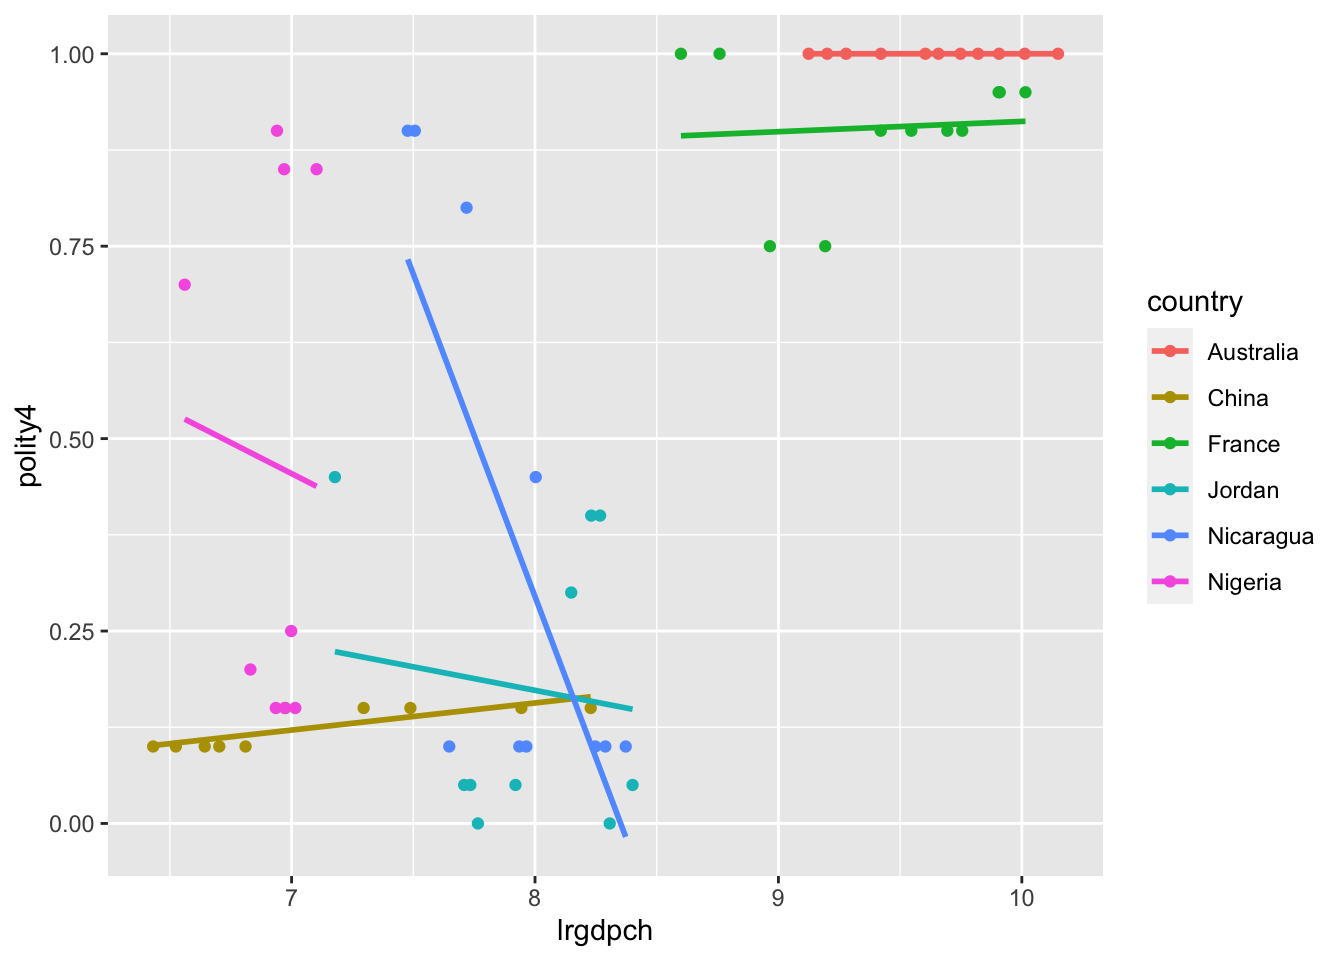 1.00
0.75
0.50
0.25
0.00
polity4
7 8 9 10
lrgdpch
country
Australia
China
France
Jordan
Nicaragua
Nigeria